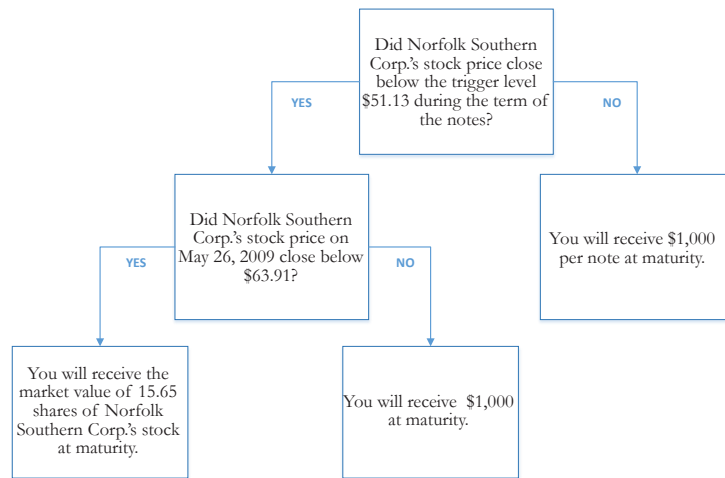 Did Norfolk Southern
Corp.'s stock price close
below the trigger level
$51.13 during the term of
the notes?
YES
NO
Did Norfolk Southern
Corp.'s stock price on
May 26, 2009 close below
$63.91?
You will receive $1,000
per note at maturity.
YES
NO
You will receive the
market value of 15.65
shares of Norfolk
Southern Corp.'s stock
at maturity.
You will receive $1,000
at maturity.